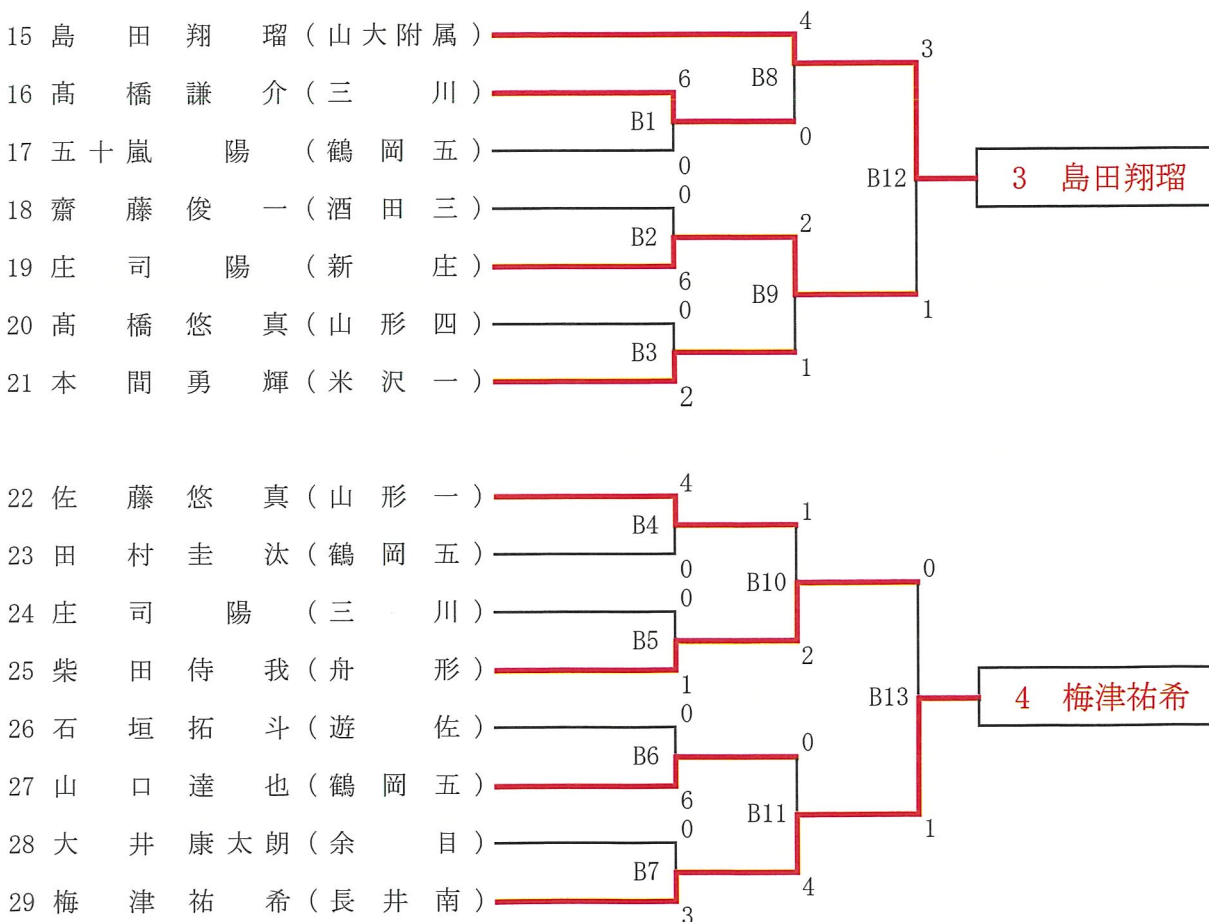 15 島田翔瑠(山大附属)
4
3
16 髙橋謙介(三川)
6
B8
B1
0
17 五十嵐陽(鶴岡五)
0
B12
3 島田翔瑠
18 齋藤俊一(酒田三)
0
B2
2
19 庄司陽(新庄)
6
B9
20 髙橋悠真(山形四)
0
1
B3
1
21 本間勇輝(米沢一)
2
22 佐藤悠真(山形一)
4
B4
1
23 田村圭汰(鶴岡五)
0
B10
0
24 庄司陽(三川)
0
B5
2
25 柴田侍我(舟形)
1
B13
4 梅津祐希
26 石垣拓斗(遊佐)
0
B6
0
27 山口達也(鶴岡五)
6
B11
1
28 大井康太朗(余目)
0
B7
4
29 梅津祐希(長井南)
3